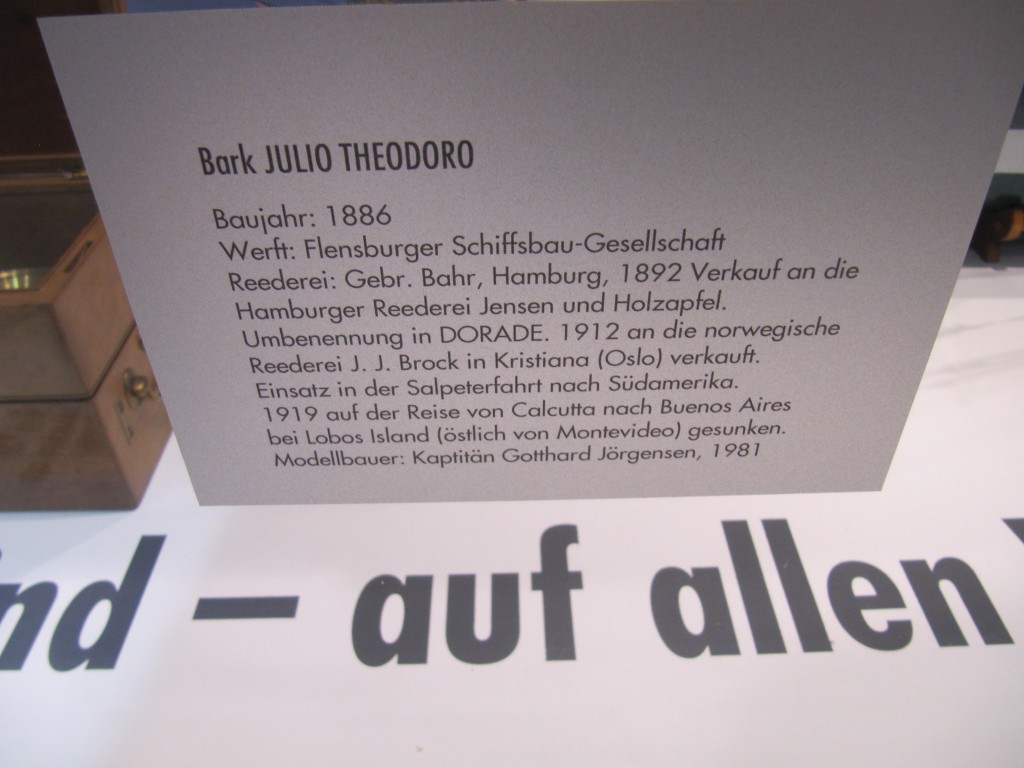 Bark JULIO THEODORO
Baujahr: 1886
Werft: Flensburger Schiffsbau-Gesellschaft
Reederei: Gebr. Bahr, Hamburg, 1892 Verkauf an die
Hamburger Reederei Jensen und Holzapfel.
Umbenennung in DORADE. 1912 an die norwegische
Reederei J. J. Brock in Kristiana (Oslo) verkauft.
Einsatz in der Salpeterfahrt nach Südamerika.
1919 auf der Reise von Calcutta nach Buenos Aires
bei Lobos Island (östlich von Montevideo) gesunken.
Modellbauer: Kaptitän Gotthard Jörgensen, 1981
– auf allen